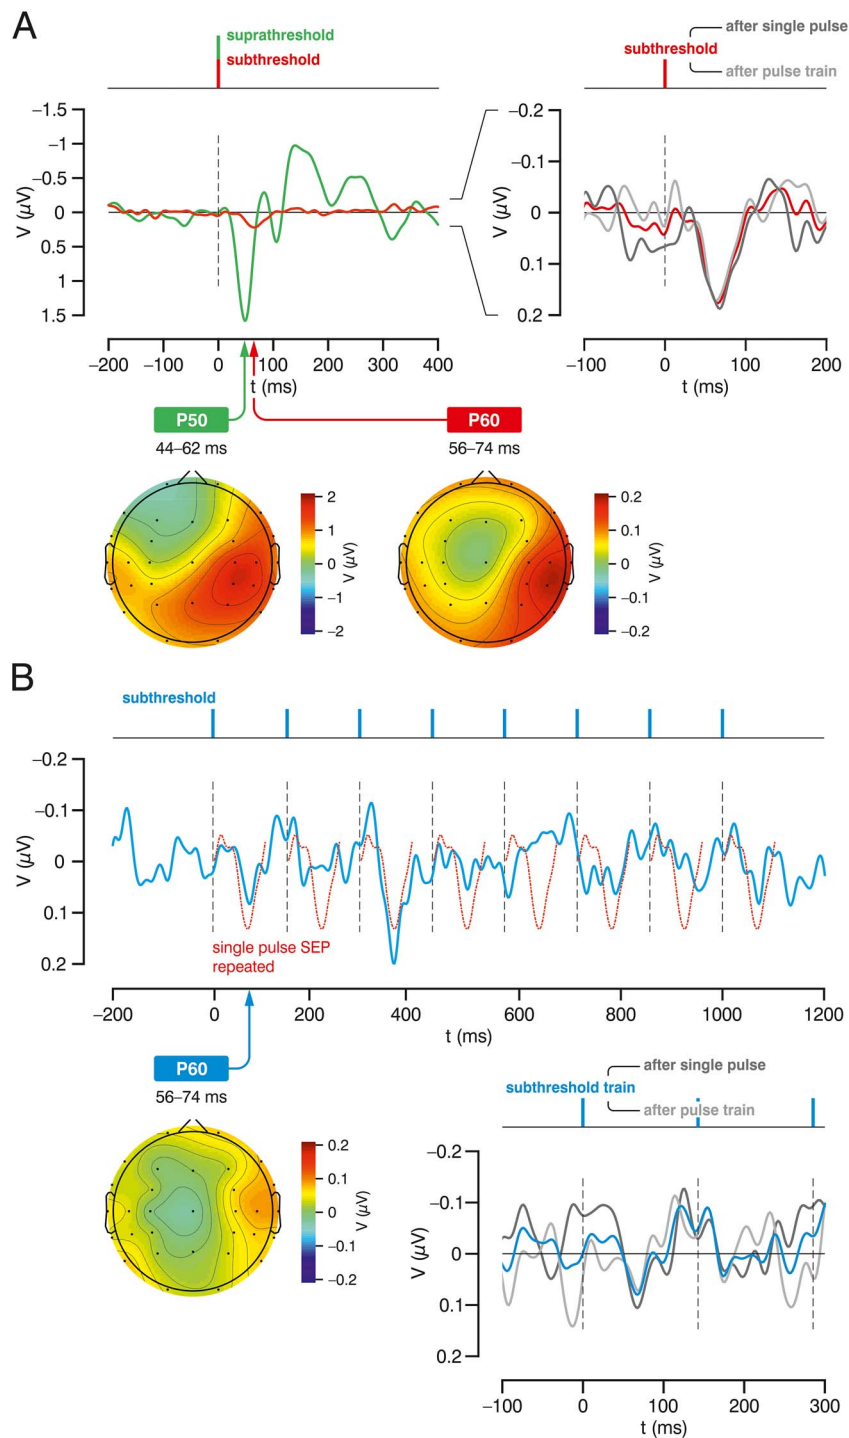 A
suprathreshold
subthreshold
after single pulse
subthreshold
after pulse train
−1.5
−1
−0.5
0
0.5
1
1.5
V (µV)
−200 −100 0 100 200 300 400
t (ms)
−0.2
−0.1
0
0.1
0.2
V (µV)
−100 0 100 200
t (ms)
P50
44–62 ms
P60
56–74 ms
2
1
0
−1
−2
V (µV)
0.2
0.1
0
−0.1
−0.2
V (µV)
B
subthreshold
−0.2
−0.1
0
0.1
0.2
V (µV)
single pulse SEP
repeated
−200 0 200 400 600 800 1000 1200
t (ms)
P60
56–74 ms
0.2
0.1
0
−0.1
−0.2
V (µV)
after single pulse
subthreshold train
after pulse train
−0.2
−0.1
0
0.1
0.2
V (µV)
−100 0 100 200 300
t (ms)